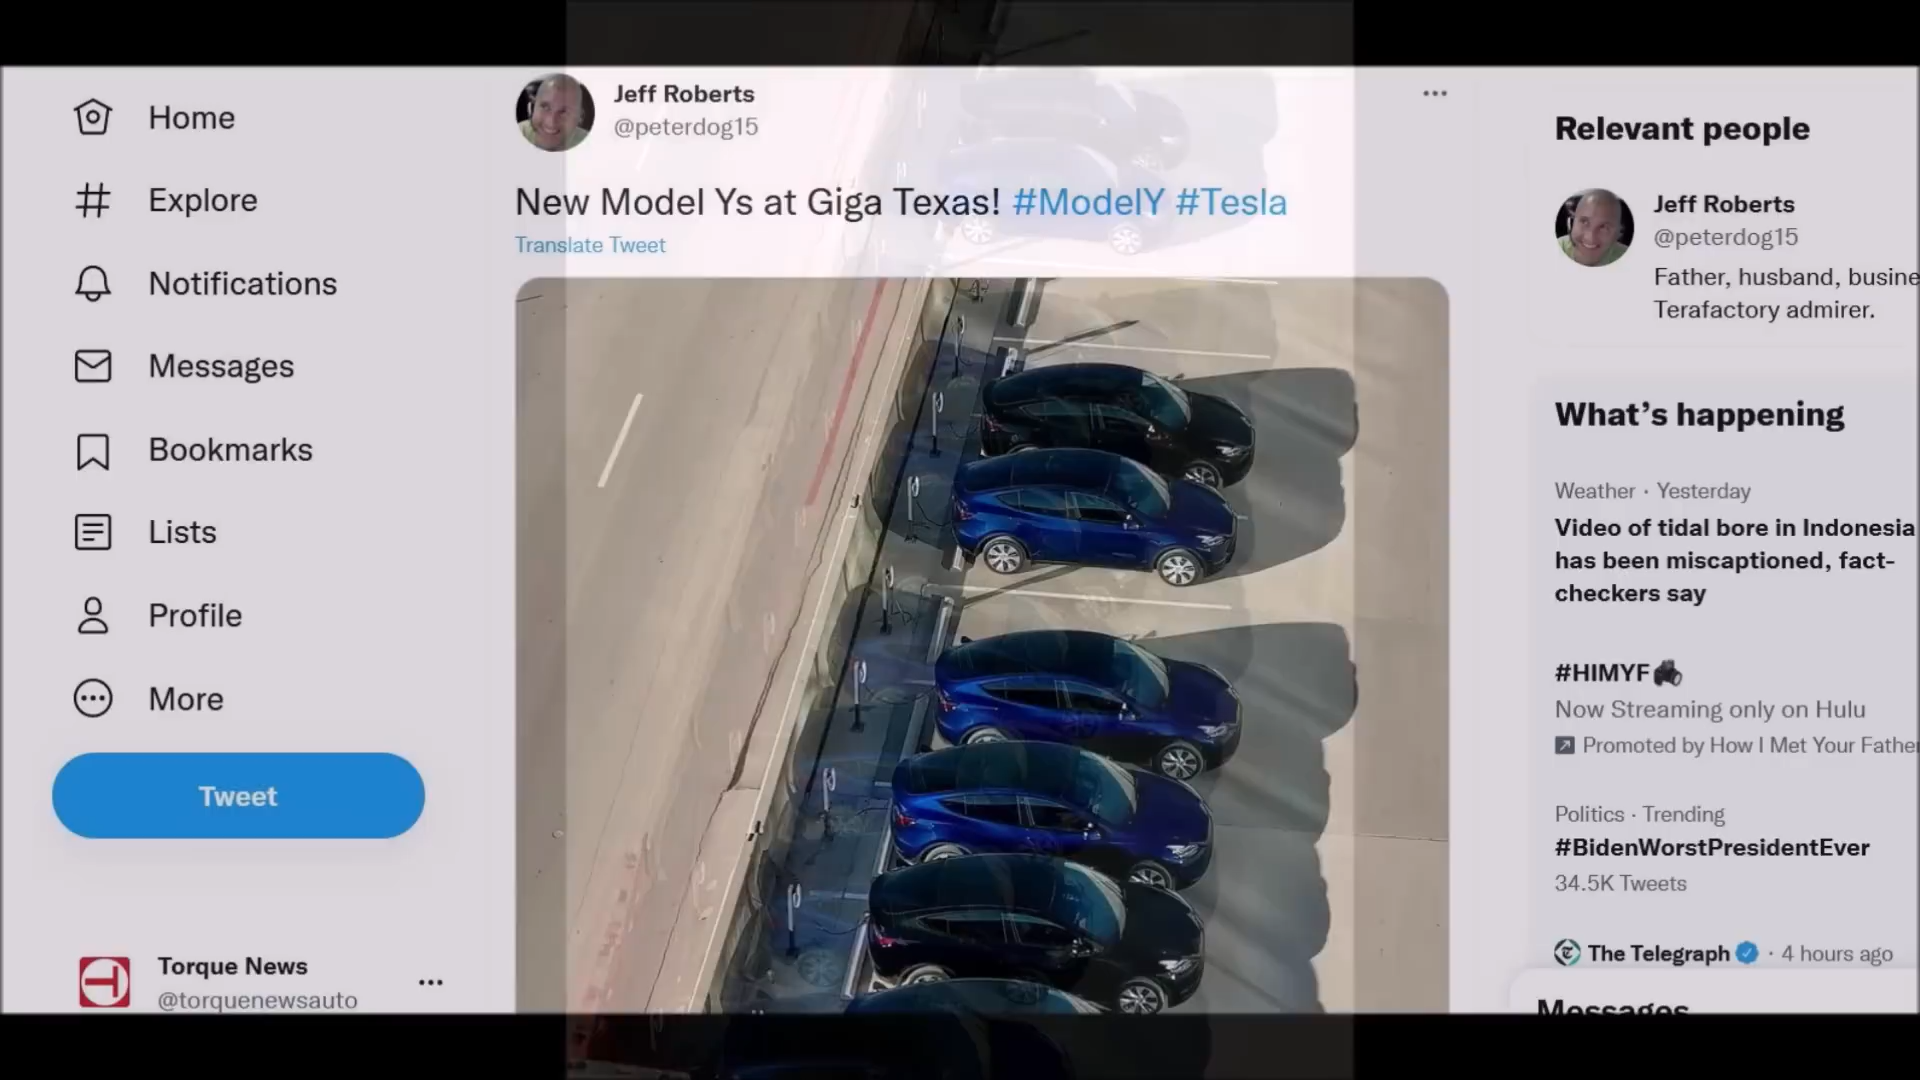 Home
Explore
Notifications
Messages
Bookmarks
Lists
Profile
More
Tweet
Torque News
@torquenewsauto
Jeff Roberts
@peterdog15
New Model Ys at Giga Texas! #ModelY #Tesla
Translate Tweet
Relevant people
Jeff Roberts
@peterdog15
Father, husband, busine
Terafactory admirer.
What's happening
Weather · Yesterday
Video of tidal bore in Indonesia
has been miscaptioned, fact-
checkers say
#HIMYF
Now Streaming only on Hulu
Promoted by How I Met Your Father
Politics · Trending
#BidenWorstPresidentEver
34.5K Tweets
The Telegraph · 4 hours ago
Messages